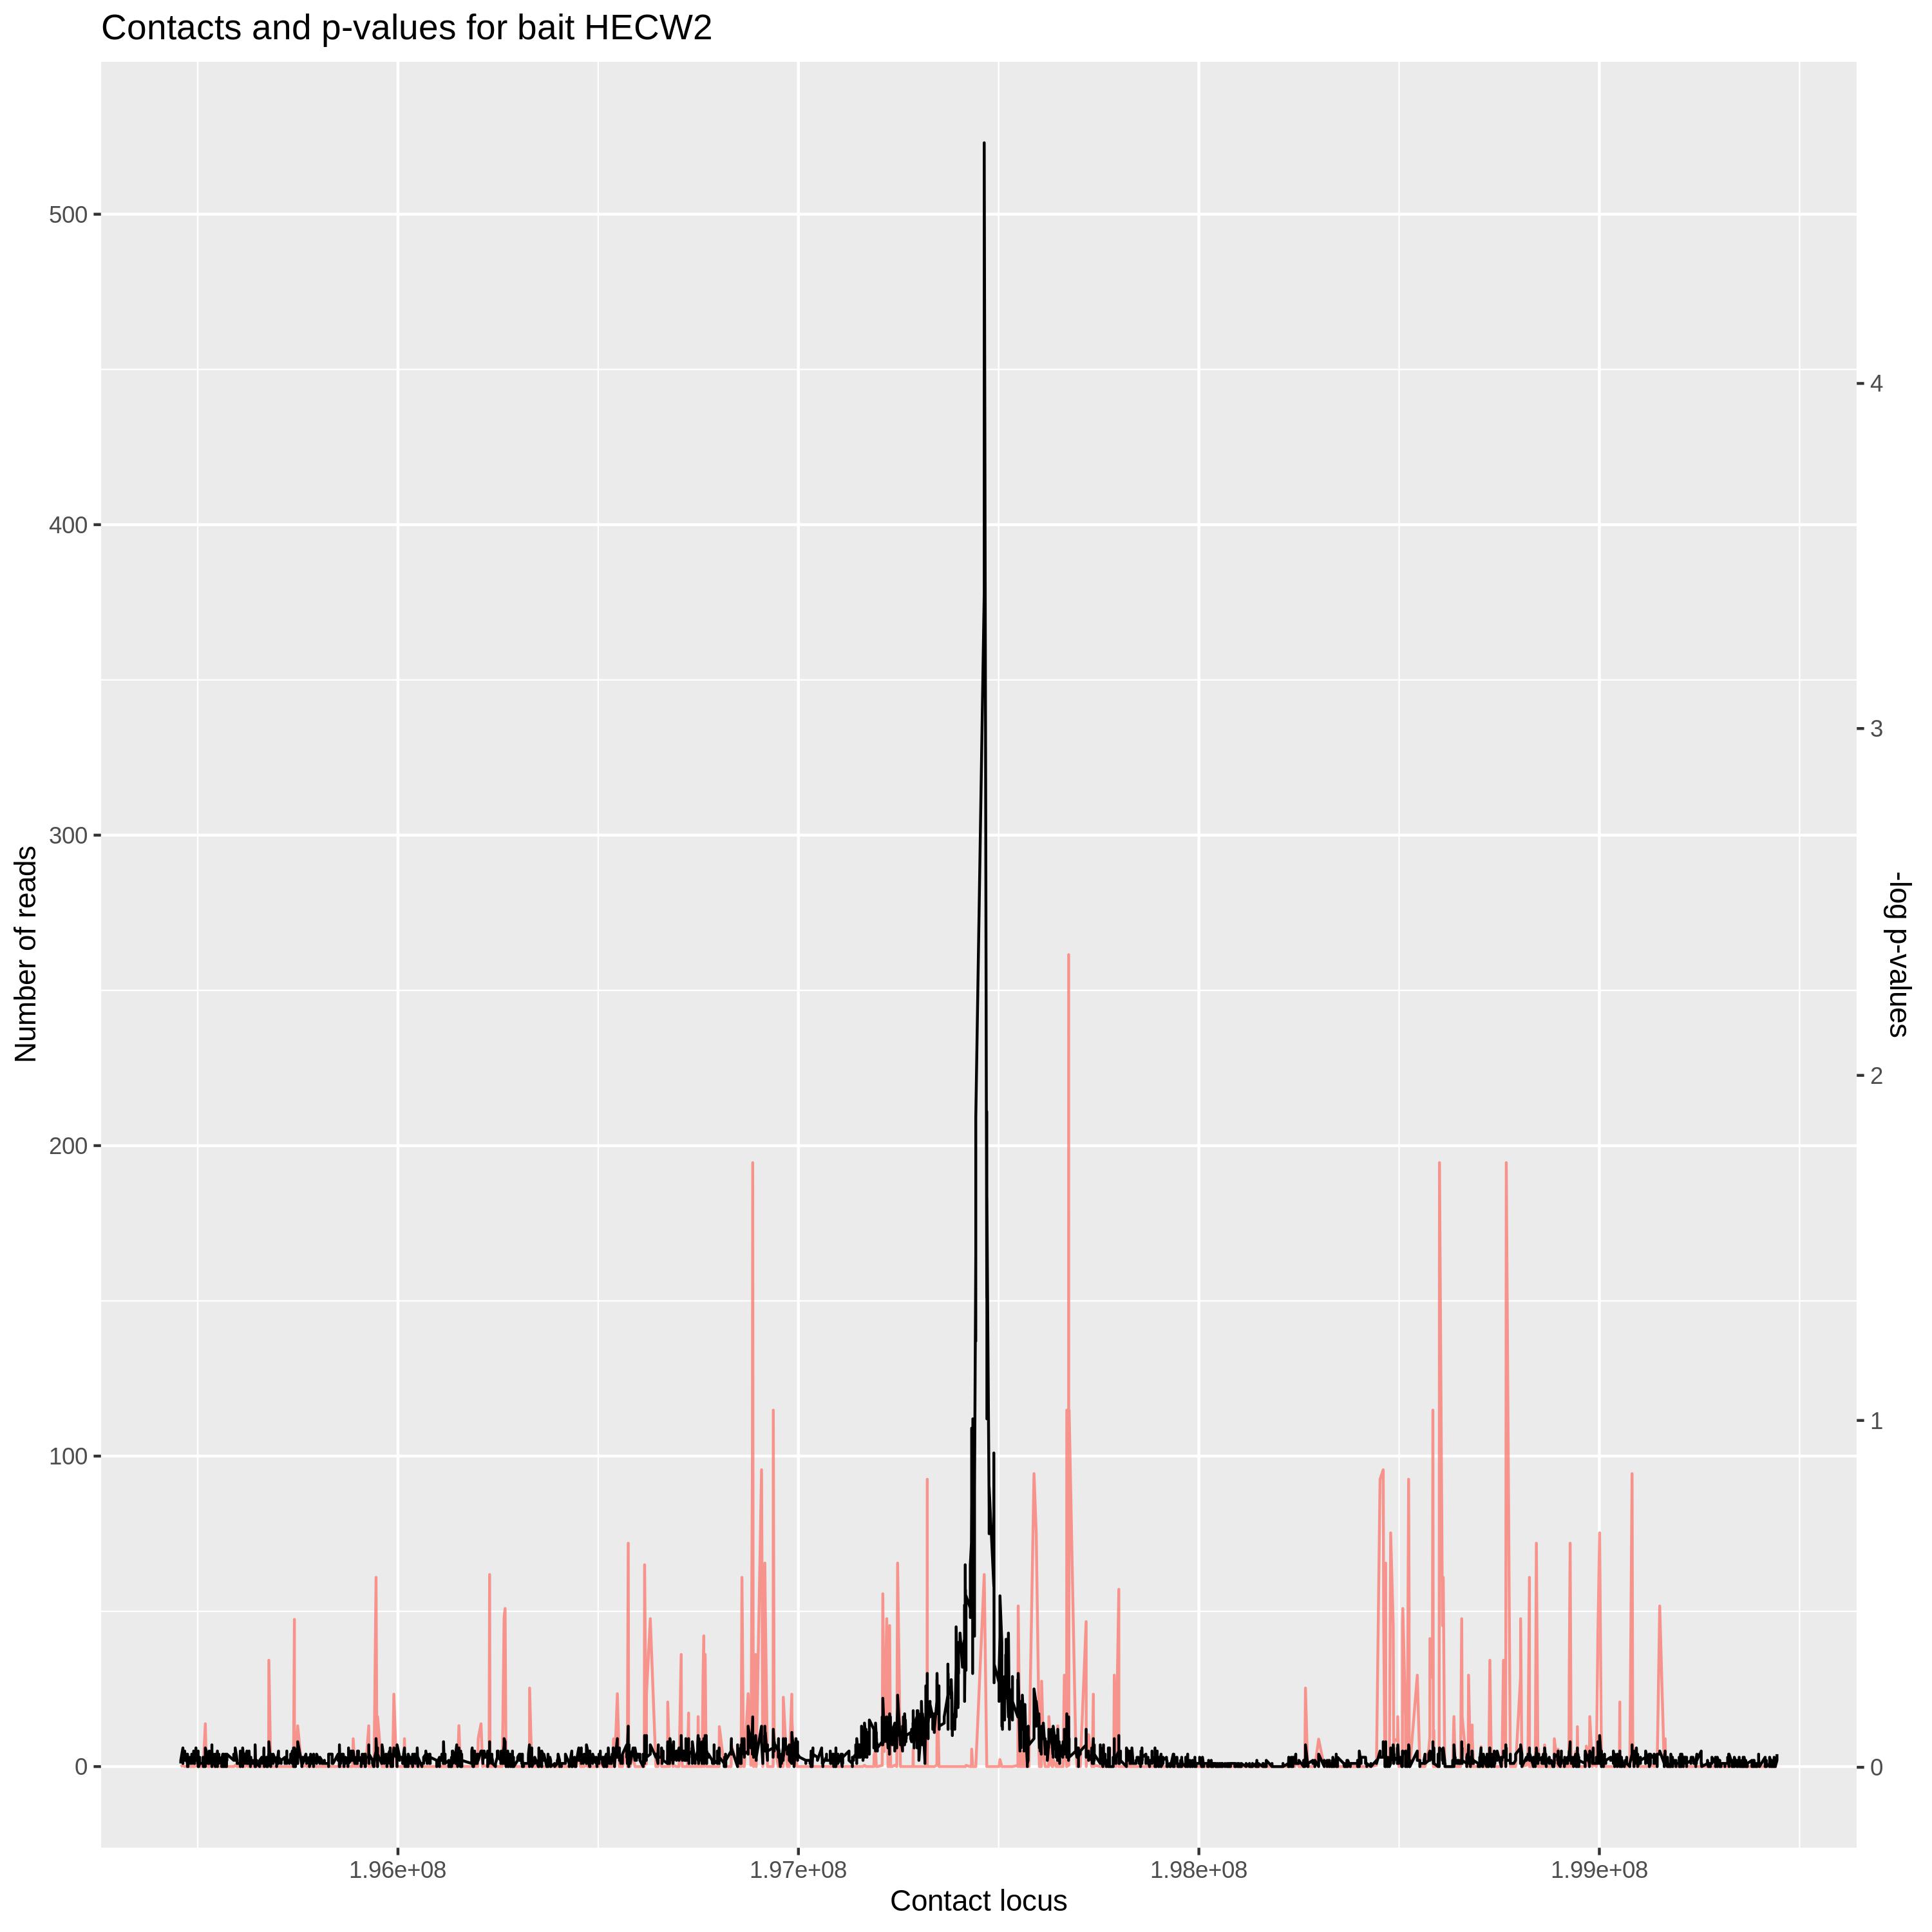 Contacts and p-values for bait HECW2
500
400
300
200
100
0
Number of reads
4
3
2
1
0
-log p-values
1.96e+08
1.97e+08
1.98e+08
1.99e+08
Contact locus